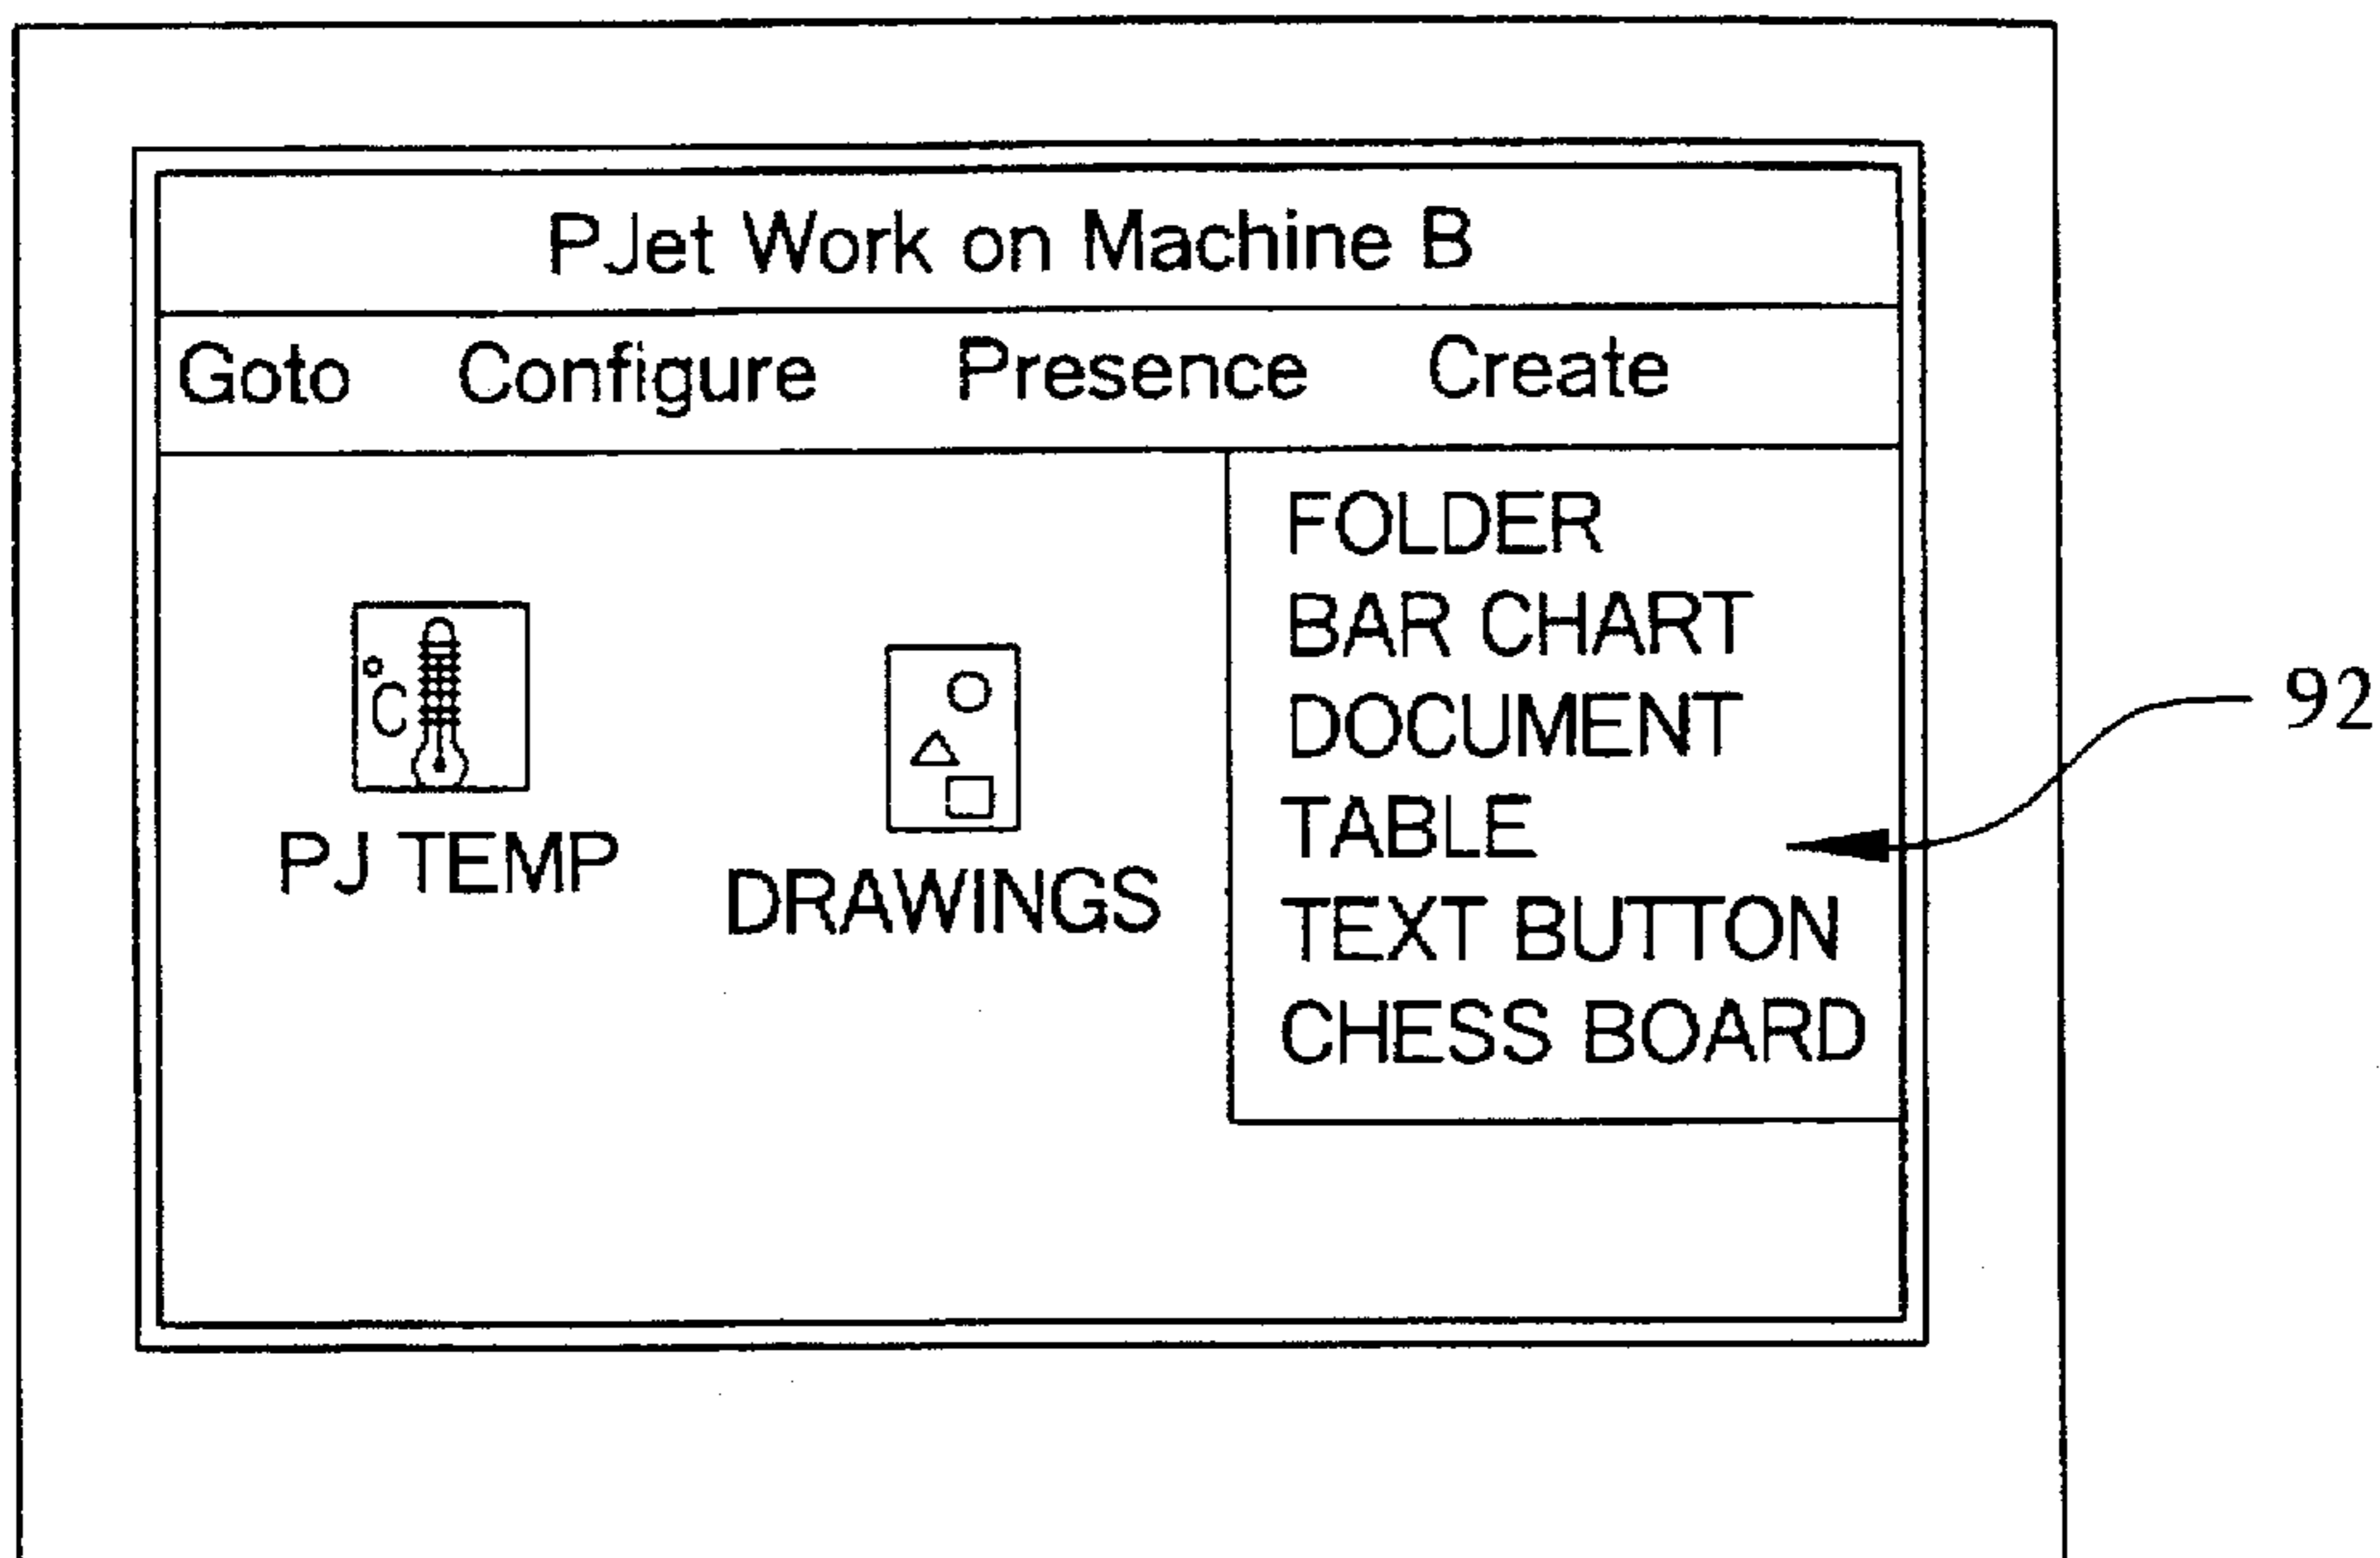 PJet Work on Machine B
Goto Configure Presence Create
FOLDER
BAR CHART
DOCUMENT
TABLE
TEXT BUTTON
CHESS BOARD
°C
PJ TEMP
DRAWINGS
92